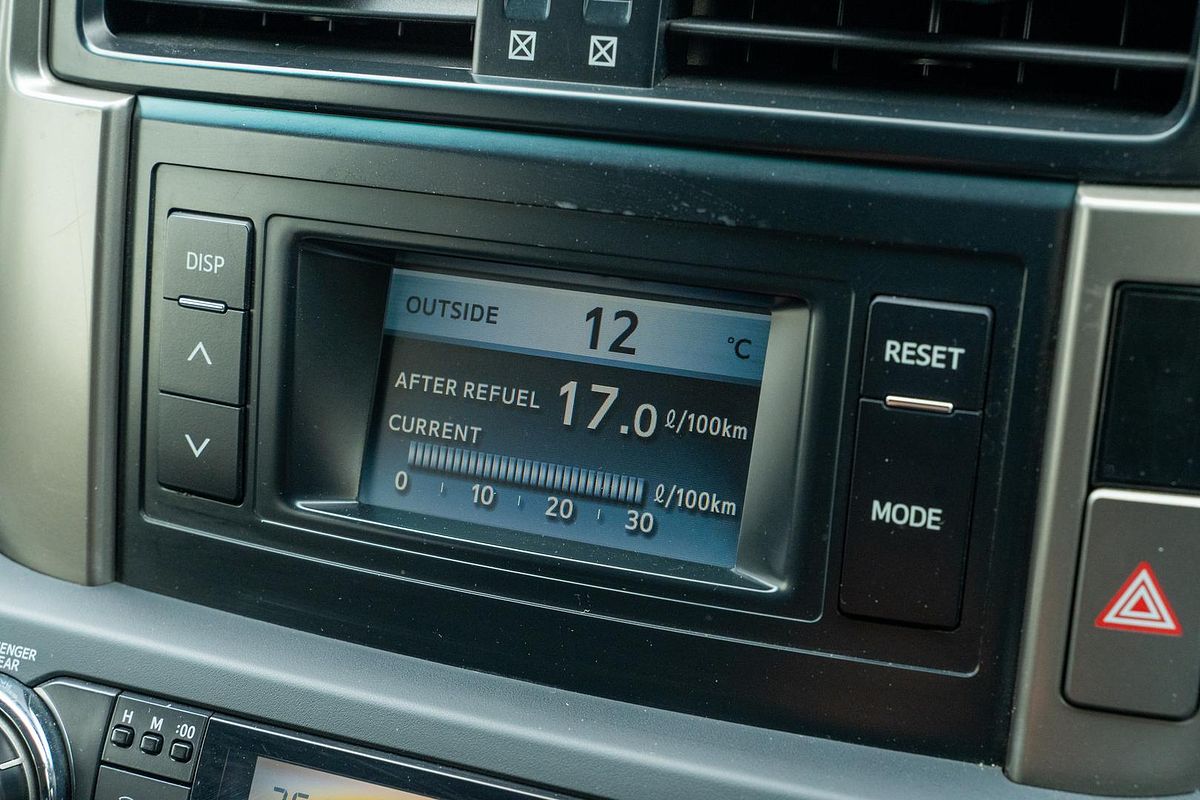 DISP
OUTSIDE 12 °C
AFTER REFUEL 17.0 ℓ/100km
CURRENT
0 10 20 30 ℓ/100km
RESET
MODE
H M :00